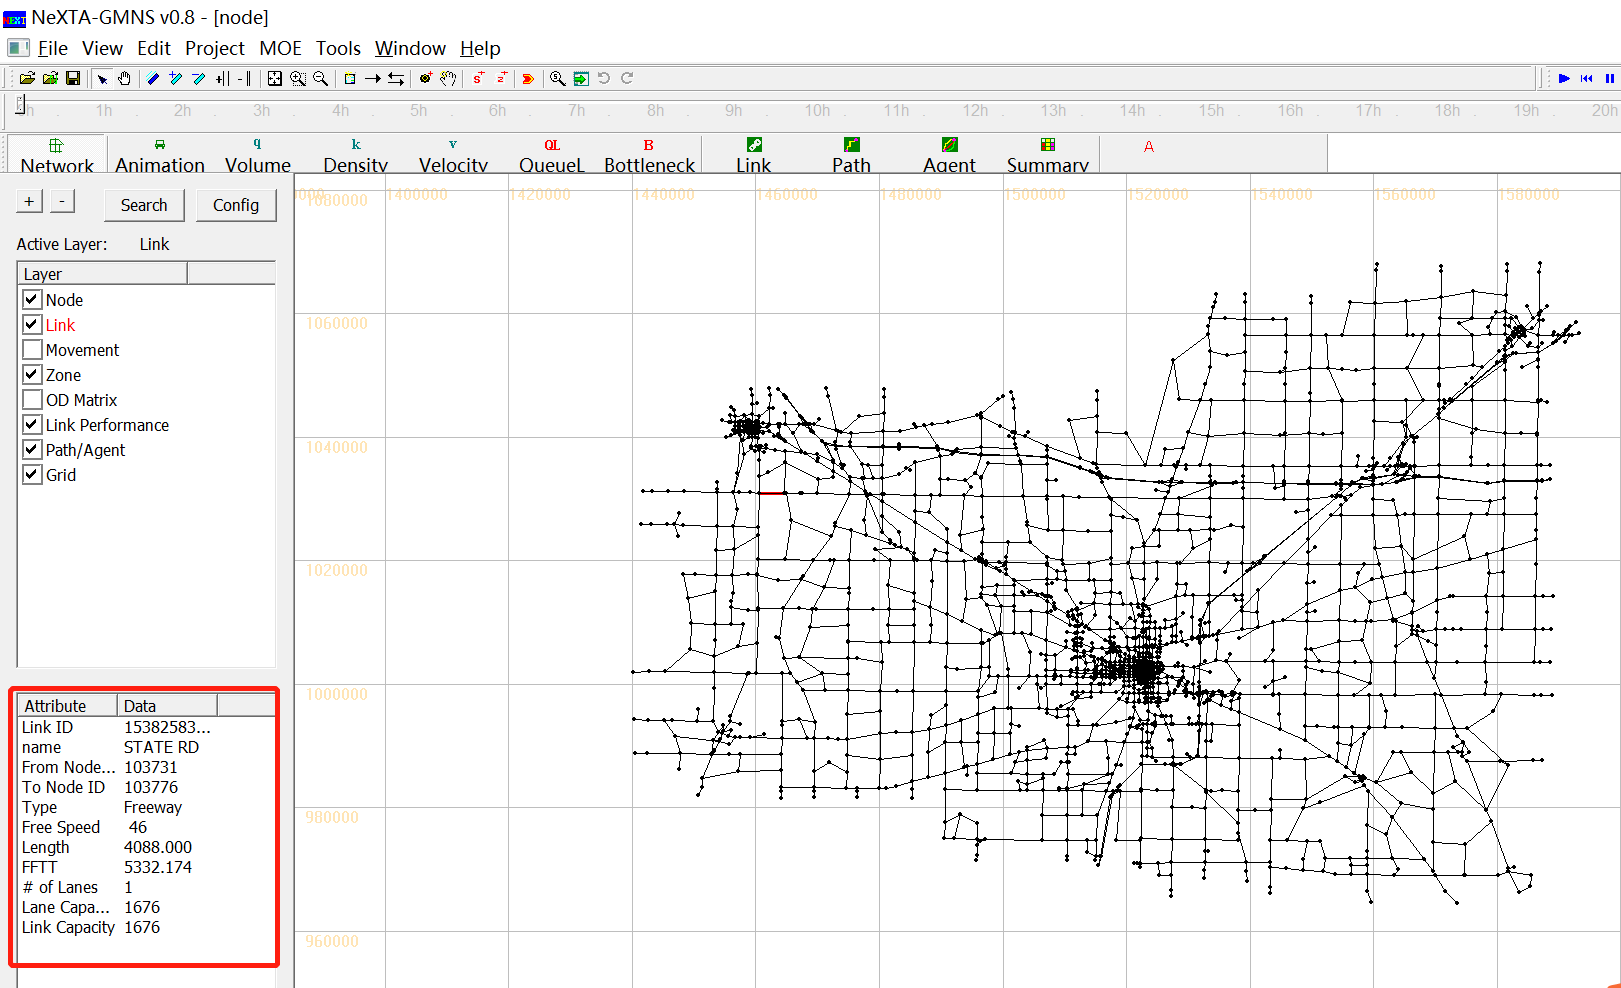 NEXT NeXTA-GMNS v0.8 - [node]
File View Edit Project MOE Tools Window Help
1h 2h 3h 4h 5h 6h 7h 8h 9h 10h 11h 12h 13h 14h 15h 16h 17h 18h 19h 20h
q k v QL B A
Network Animation Volume Density Velocity QueueL Bottleneck Link Path Agent Summary
+ - Search Config
Active Layer: Link
Layer
Node
Link
Movement
Zone
OD Matrix
Link Performance
Path/Agent
Grid
Attribute Data
Link ID 15382583...
name STATE RD
From Node... 103731
To Node ID 103776
Type Freeway
Free Speed 46
Length 4088.000
FFTT 5332.174
# of Lanes 1
Lane Capa... 1676
Link Capacity 1676
1400000 1420000 1440000 1460000 1480000 1500000 1520000 1540000 1560000 1580000
1080000
1060000
1040000
1020000
1000000
980000
960000